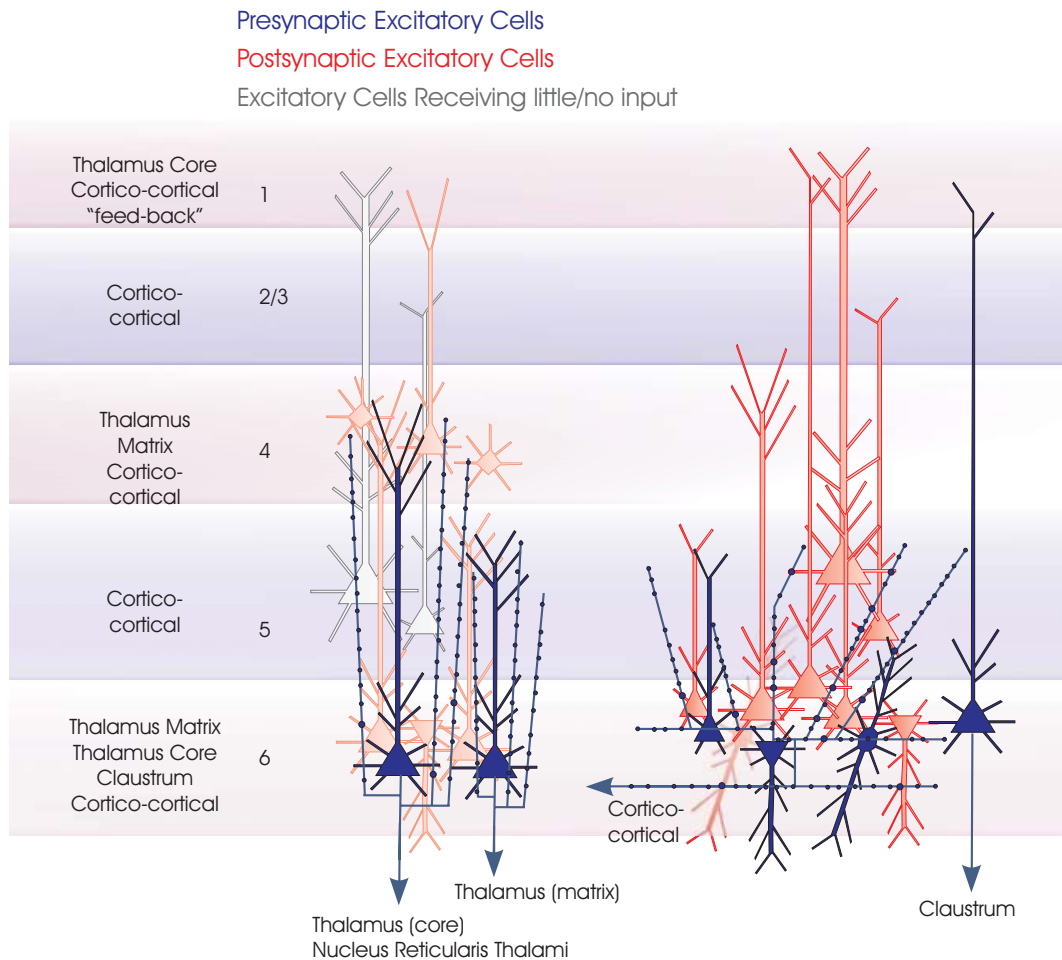 Presynaptic Excitatory Cells
Postsynaptic Excitatory Cells
Excitatory Cells Receiving little/no input
Thalamus Core
Cortico-cortical
"feed-back"
1
Cortico-
cortical
2/3
Thalamus
Matrix
Cortico-
cortical
4
Cortico-
cortical
5
Thalamus Matrix
Thalamus Core
Claustrum
Cortico-cortical
6
Cortico-
cortical
Thalamus (matrix)
Claustrum
Thalamus (core)
Nucleus Reticularis Thalami